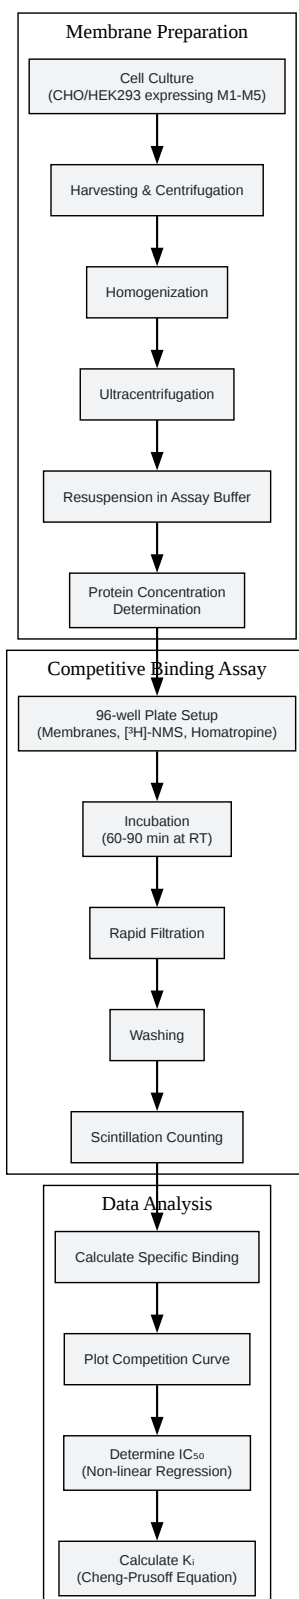 Membrane Preparation
Cell Culture
(CHO/HEK293 expressing M1-M5)
Harvesting & Centrifugation
Homogenization
Ultracentrifugation
Resuspension in Assay Buffer
Protein Concentration
Determination
Competitive Binding Assay
96-well Plate Setup
(Membranes, [³H]-NMS, Homatropine)
Incubation
(60-90 min at RT)
Rapid Filtration
Washing
Scintillation Counting
Data Analysis
Calculate Specific Binding
Plot Competition Curve
Determine IC₅₀
(Non-linear Regression)
Calculate Kᵢ
(Cheng-Prusoff Equation)